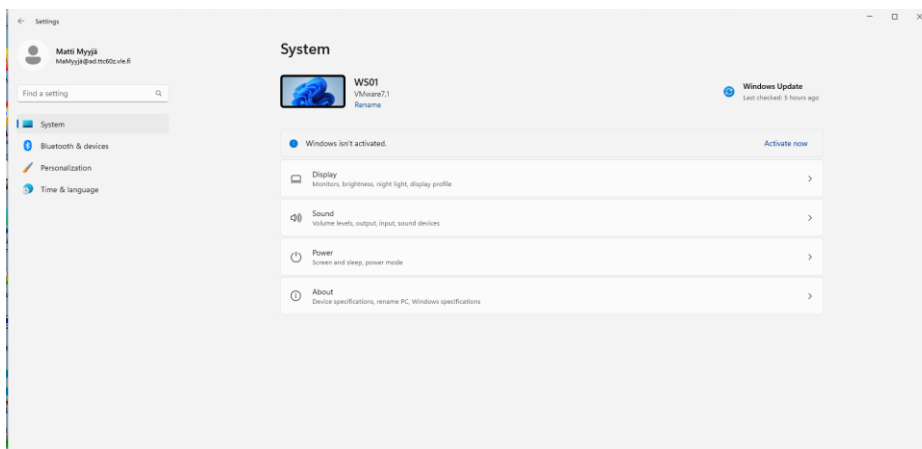 Settings
Matti Myyjä
MaMyyjä@ad.ttc60z.vle.fi
Find a setting
System
Bluetooth & devices
Personalization
Time & language
System
WS01
VMware7,1
Rename
Windows Update
Last checked: 5 hours ago
Windows isn't activated.
Activate now
Display
Monitors, brightness, night light, display profile
Sound
Volume levels, output, input, sound devices
Power
Screen and sleep, power mode
About
Device specifications, rename PC, Windows specifications